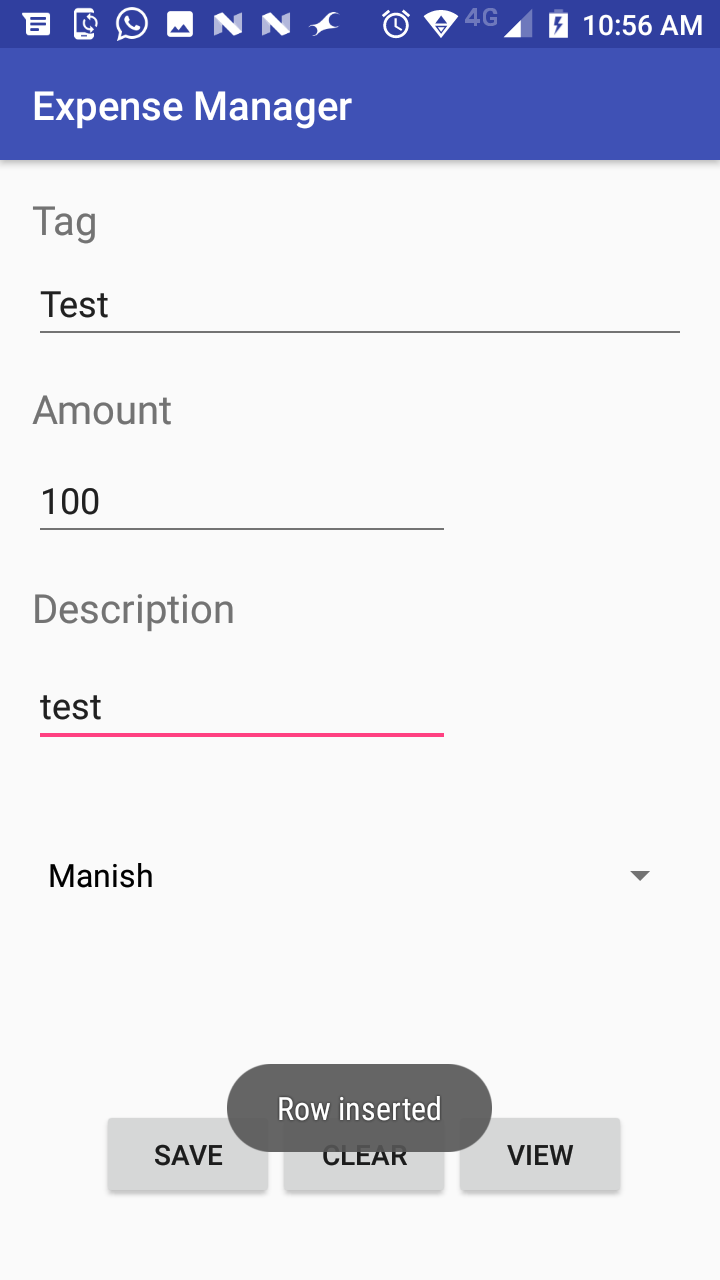 4G 10:56 AM
Expense Manager
Tag
Test
Amount
100
Description
test
Manish
Row inserted
SAVE CLEAR VIEW